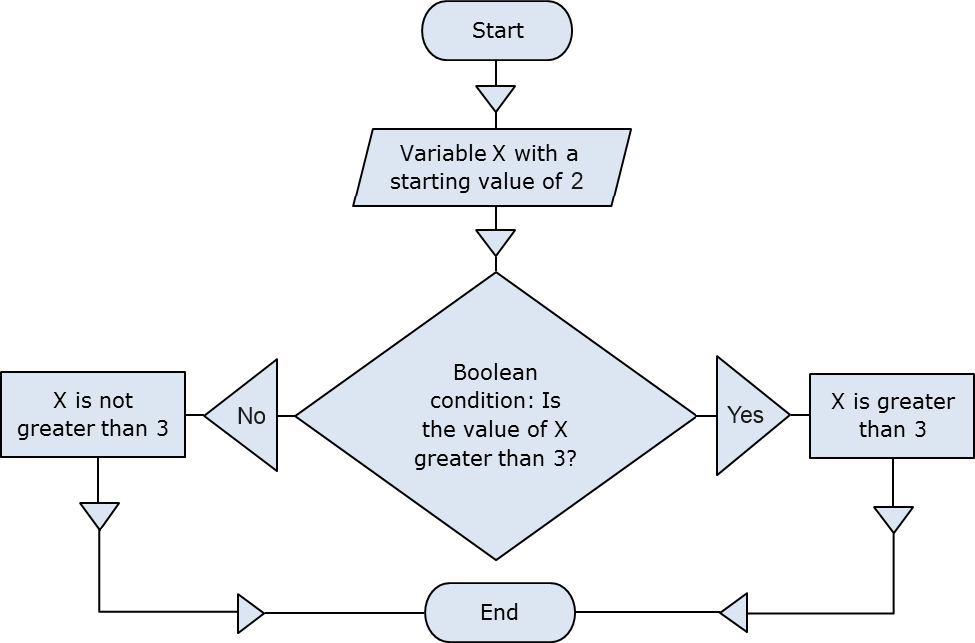 Start
Variable X with a
starting value of 2
Boolean
condition: Is
the value of X
greater than 3?
No
X is not
greater than 3
Yes
X is greater
than 3
End